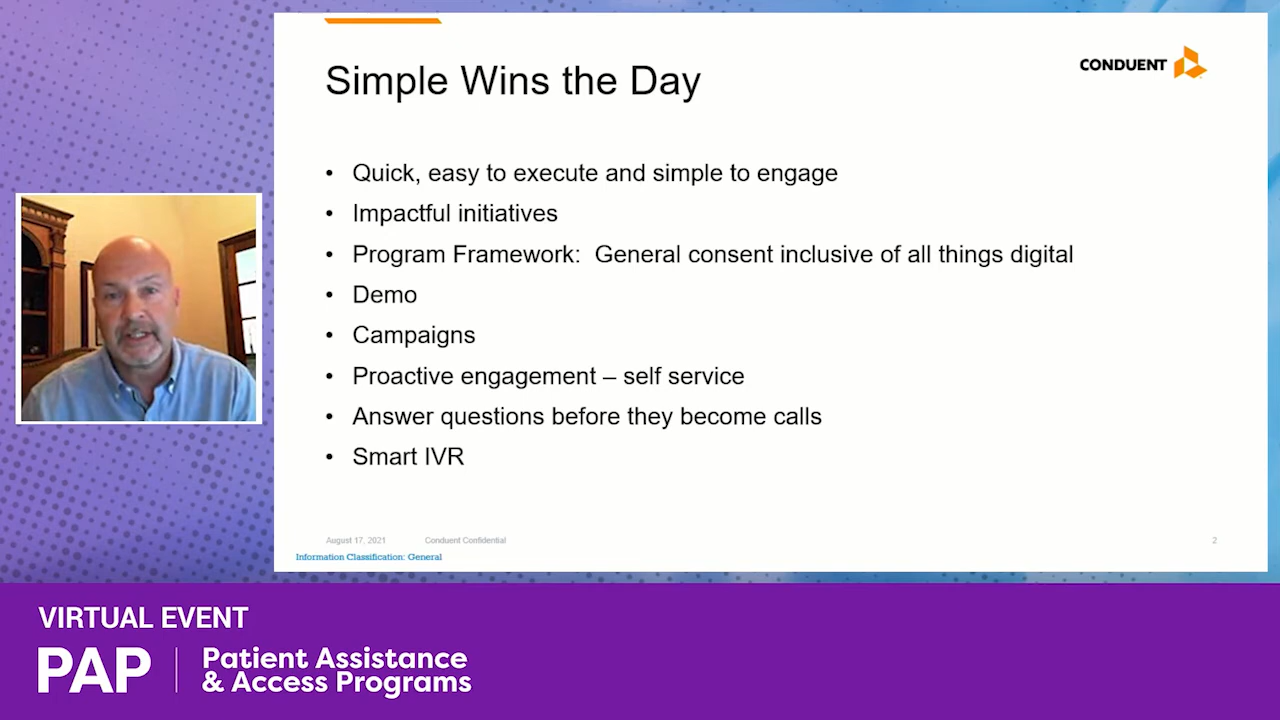 Simple Wins the Day
CONDUENT
• Quick, easy to execute and simple to engage
• Impactful initiatives
• Program Framework:  General consent inclusive of all things digital
• Demo
• Campaigns
• Proactive engagement – self service
• Answer questions before they become calls
• Smart IVR
August 17, 2021
Conduent Confidential
2
Information Classification: General
VIRTUAL EVENT
PAP
Patient Assistance
& Access Programs